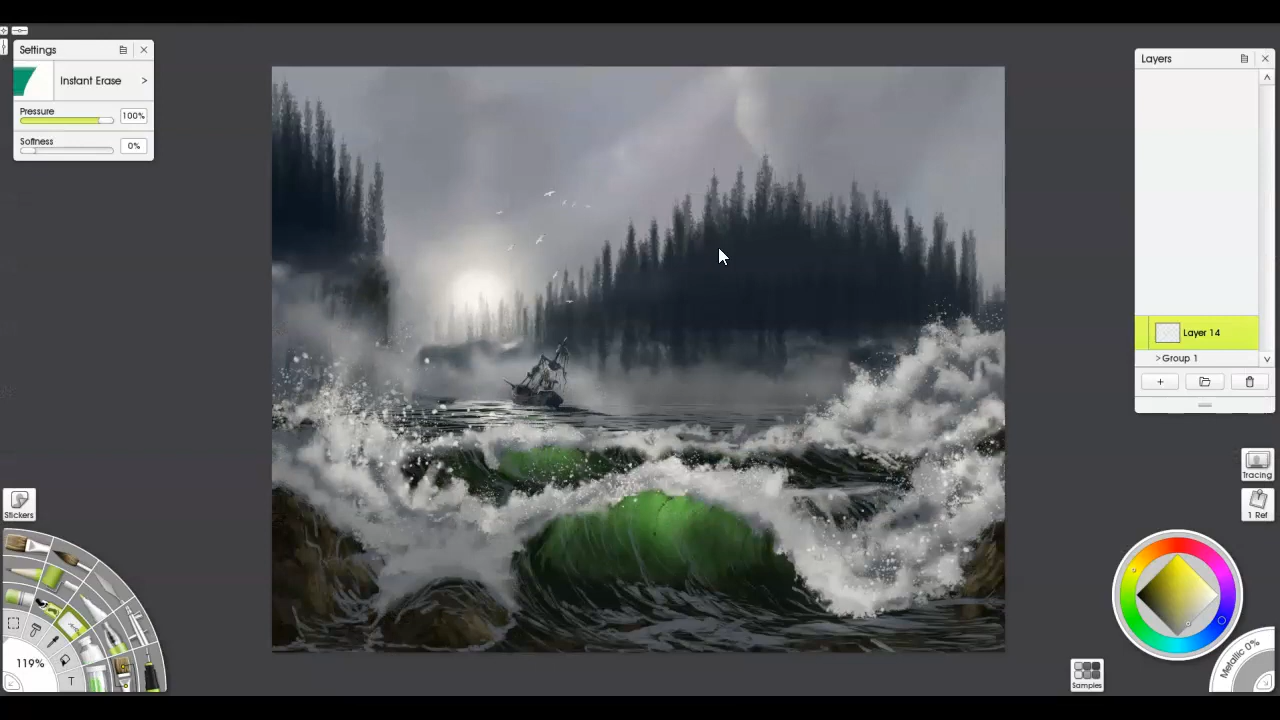 Settings
Instant Erase >
Pressure
100%
Softness
0%
Layers
Layer 14
> Group 1
Tracing
1 Ref
Stickers
119%
T
Samples
Metallic 0%